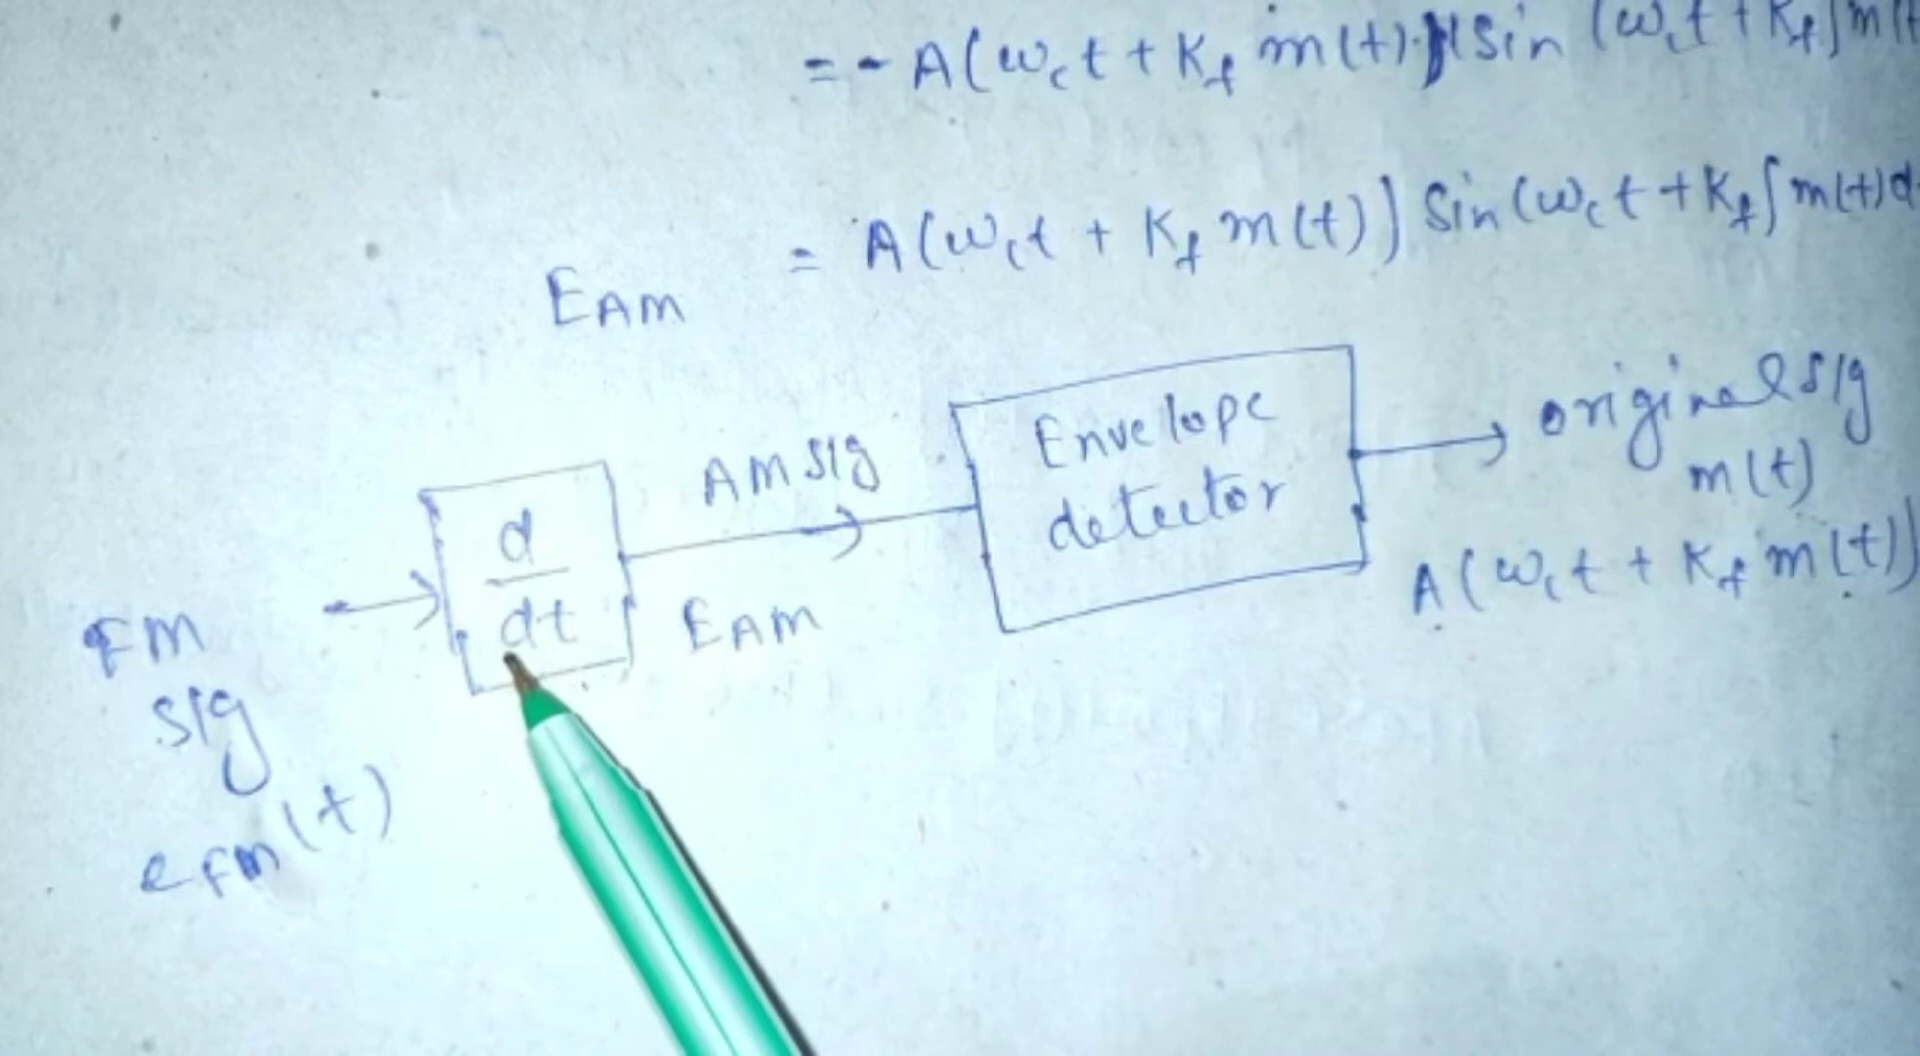 = - A(ωct + Kf m(t)) Sin (ωct + Kf∫m(t
= A(ωct + Kf m(t)) Sin(ωct + Kf∫m(t)d
EAM
Envelope
detector
original sig
m(t)
AM sig
d
dt
A(ωct + Kf m(t))
EAM
FM
sig
eFM(t)